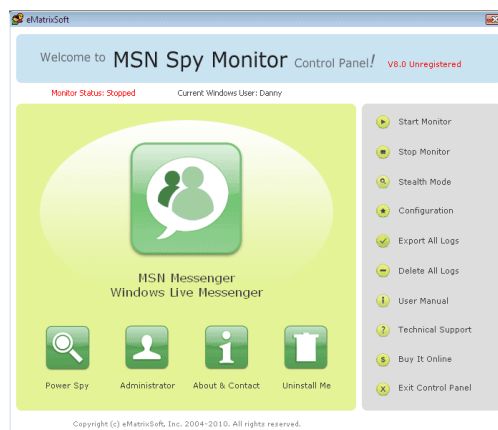 eMatrixSoft
Welcome to MSN Spy Monitor Control Panel! V8.0 Unregistered
Monitor Status: Stopped Current Windows User: Danny
Start Monitor
Stop Monitor
Stealth Mode
Configuration
Export All Logs
Delete All Logs
User Manual
Technical Support
Buy It Online
Exit Control Panel
MSN Messenger
Windows Live Messenger
Power Spy Administrator About & Contact Uninstall Me
Copyright (c) eMatrixSoft, Inc. 2004-2010. All rights reserved.